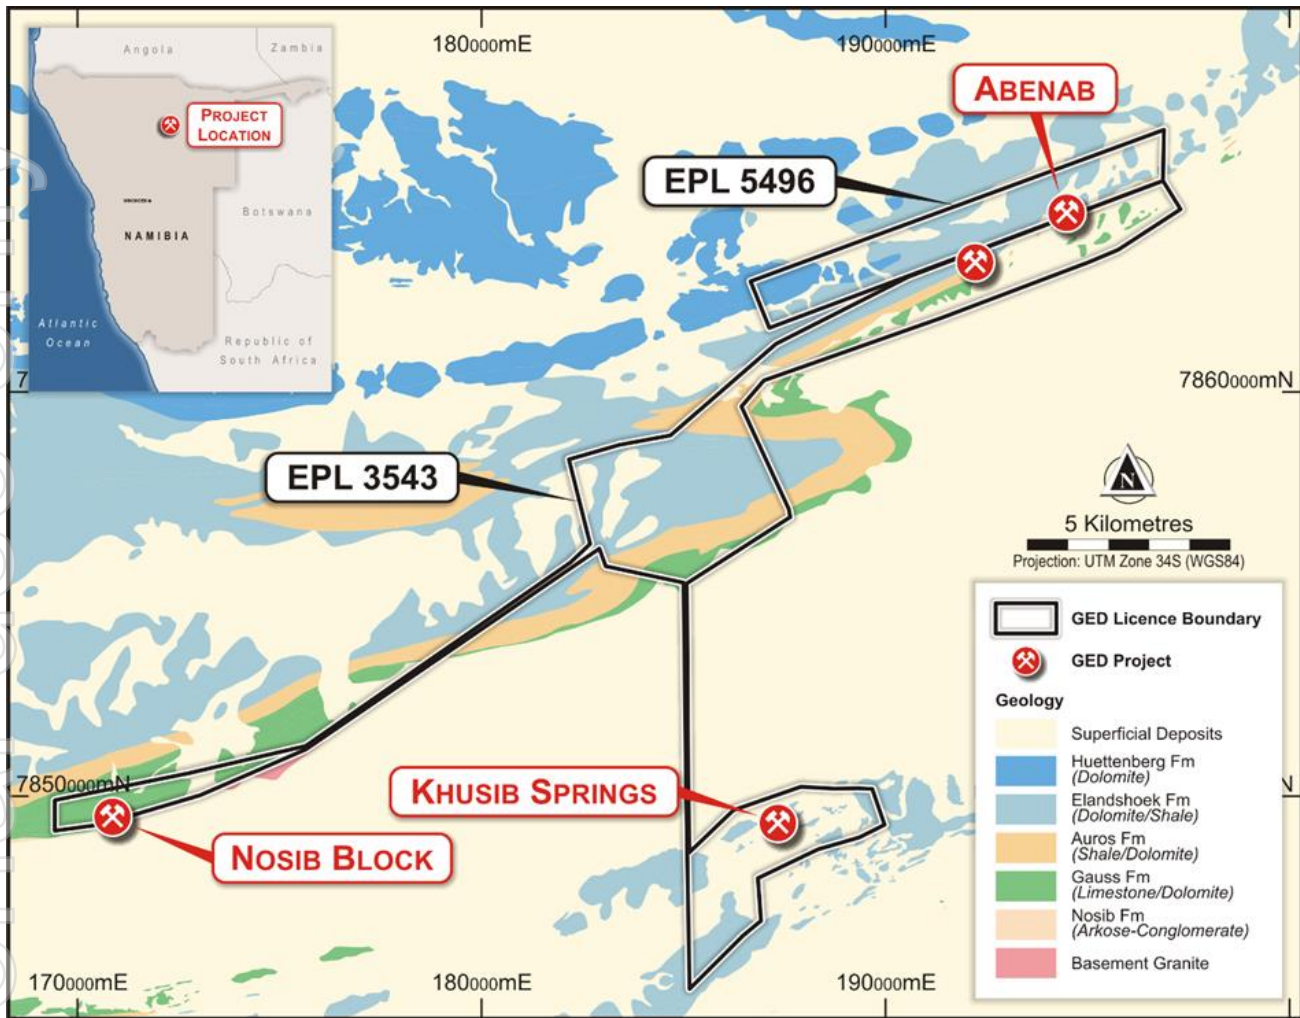 Angola
Zambia
PROJECT
LOCATION
Botswana
NAMIBIA
Atlantic
Ocean
Republic of
South Africa
180000mE
190000mE
ABENAB
EPL 5496
7860000mN
EPL 3543
N
5 Kilometres
Projection: UTM Zone 34S (WGS84)
GED Licence Boundary
GED Project
Geology
Superficial Deposits
Huettenberg Fm
(Dolomite)
Elandshoek Fm
(Dolomite/Shale)
Auros Fm
(Shale/Dolomite)
Gauss Fm
(Limestone/Dolomite)
Nosib Fm
(Arkose-Conglomerate)
Basement Granite
7850000mN
KHUSIB SPRINGS
NOSIB BLOCK
170000mE
180000mE
190000mE